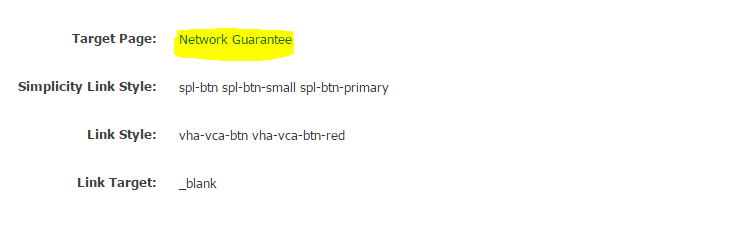 Target Page: Network Guarantee
Simplicity Link Style: spl-btn spl-btn-small spl-btn-primary
Link Style: vha-vca-btn vha-vca-btn-red
Link Target: _blank